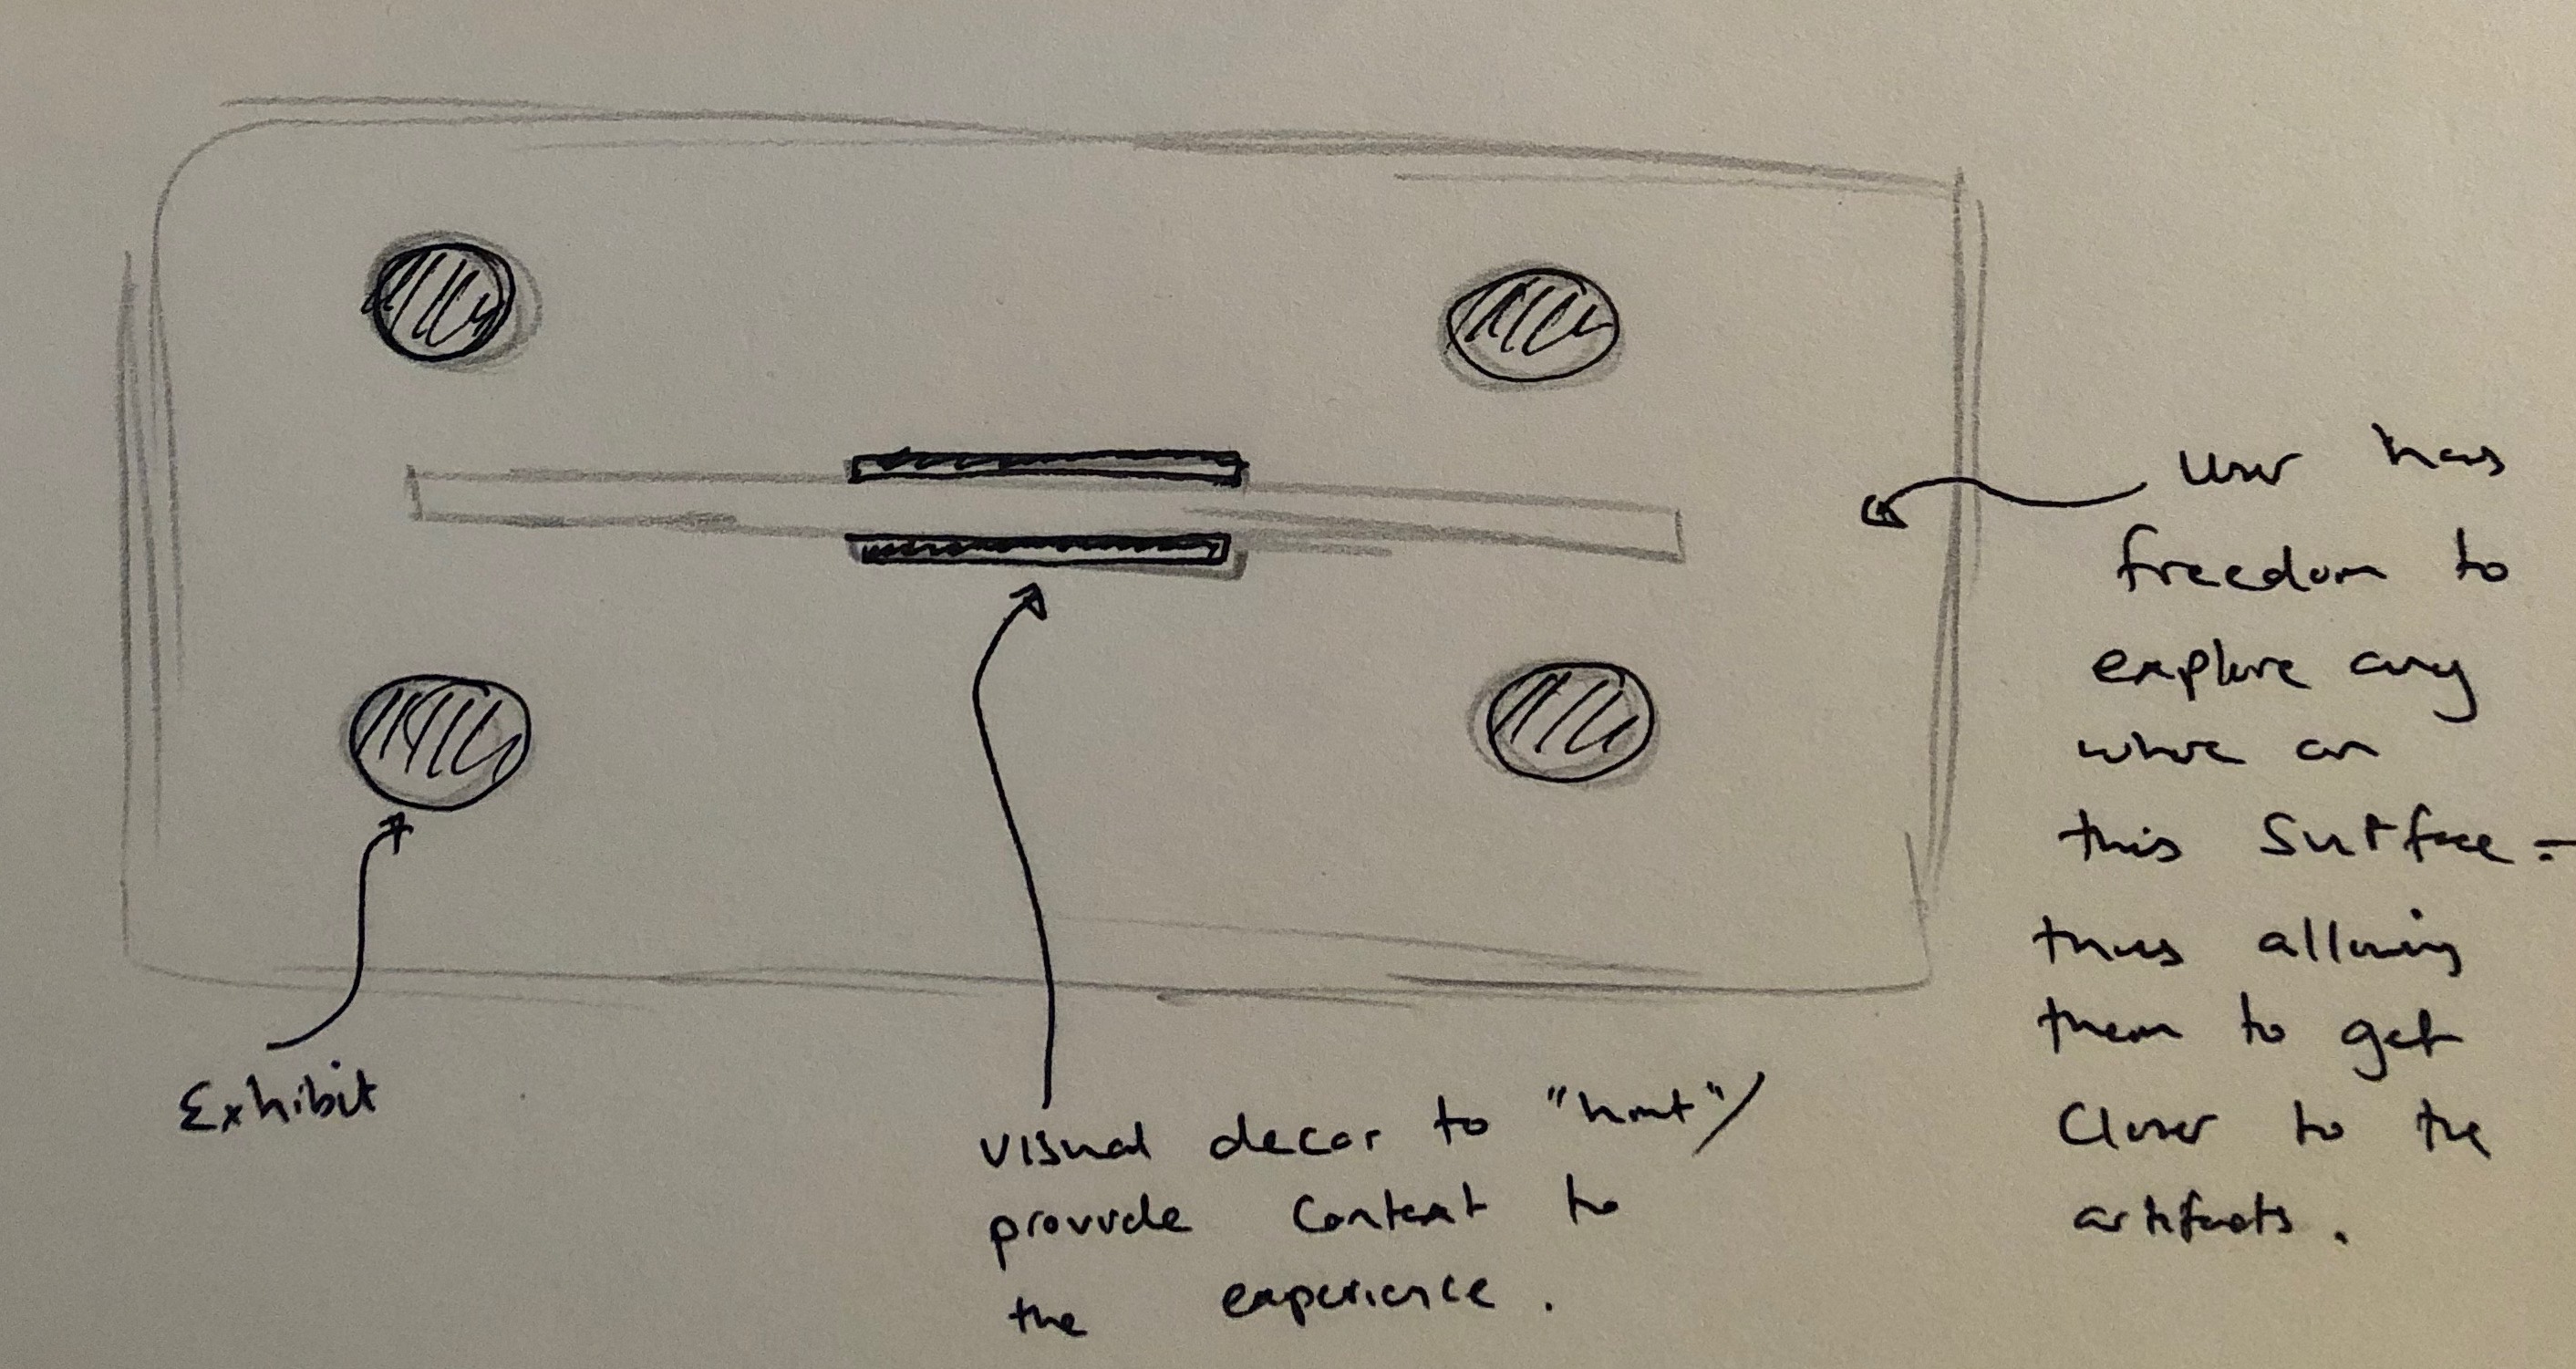 Exhibit
visual decor to "hint"/
provide context to
the experience.
User has
freedom to
explore any
where on
this Surface -
thus allowing
them to get
Closer to the
artifacts.